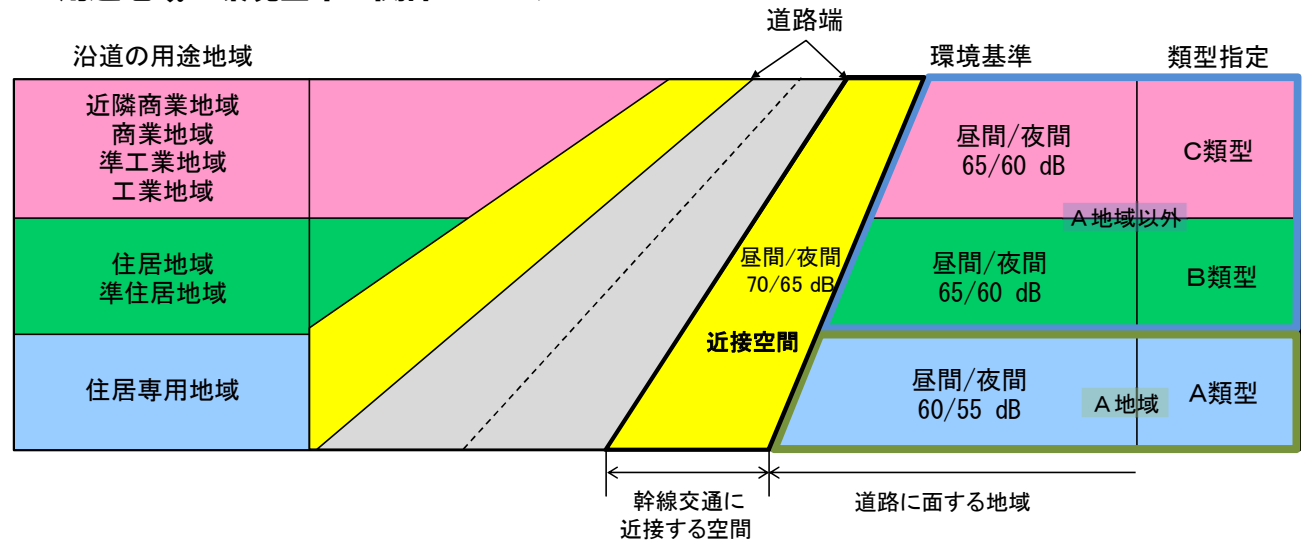 道路端
沿道の用途地域
環境基準
類型指定
近隣商業地域
商業地域
準工業地域
工業地域
昼間/夜間
65/60 dB
C類型
A地域以外
住居地域
準住居地域
昼間/夜間
70/65 dB
昼間/夜間
65/60 dB
B類型
近接空間
住居専用地域
昼間/夜間
60/55 dB
A地域
A類型
幹線交通に
近接する空間
道路に面する地域